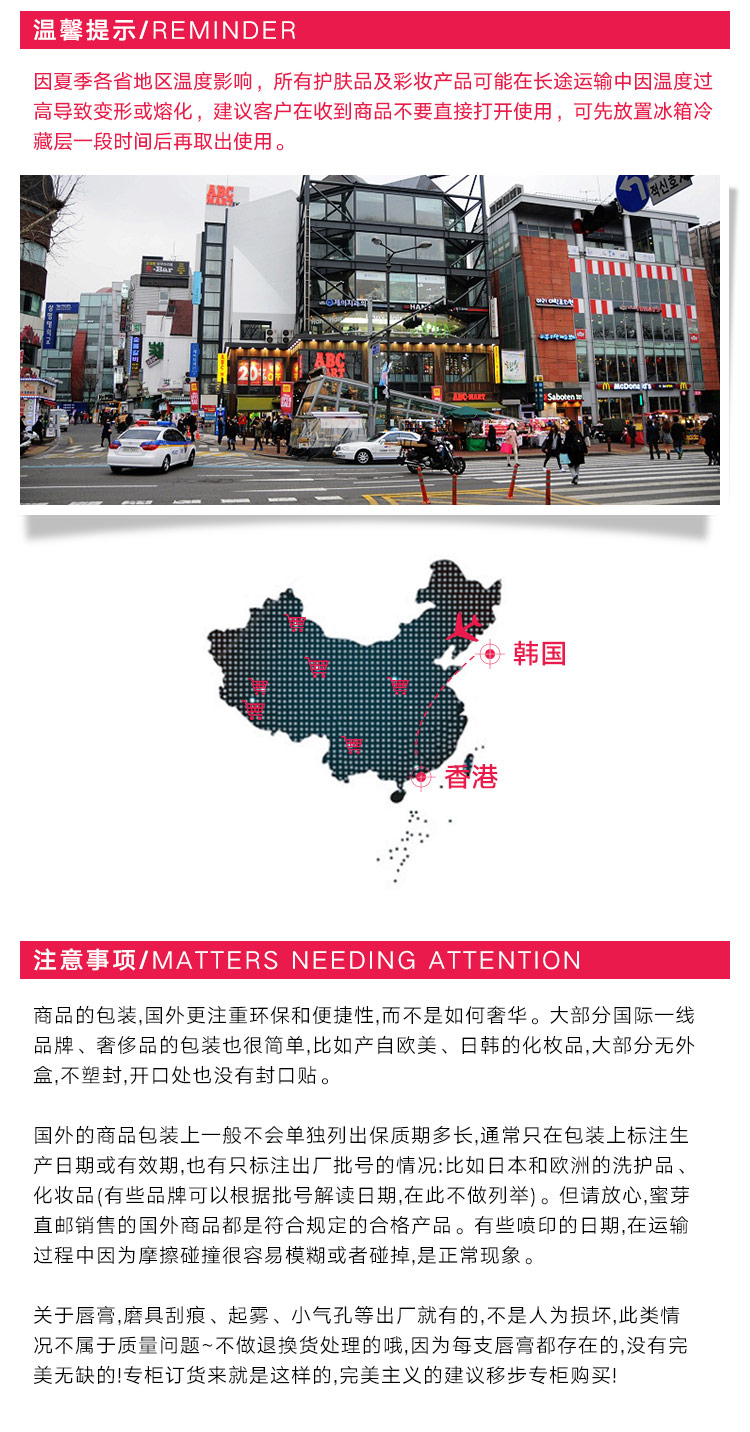 温馨提示/REMINDER
因夏季各省地区温度影响，所有护肤品及彩妆产品可能在长途运输中因温度过
高导致变形或熔化，建议客户在收到商品不要直接打开使用，可先放置冰箱冷
藏层一段时间后再取出使用。
ABC
MART
적신호시
S-Bar
20%
ABC
MART
ABC-MART
Saboten
McDonald's
韩国
香港
注意事项/MATTERS NEEDING ATTENTION
商品的包装,国外更注重环保和便捷性,而不是如何奢华。大部分国际一线
品牌、奢侈品的包装也很简单,比如产自欧美、日韩的化枚品,大部分无外
盒,不塑封,开口处也没有封口贴。
国外的商品包装上一般不会单独列出保质期多长,通常只在包装上标注生
产日期或有效期,也有只标注出厂批号的情况:比如日本和欧洲的洗护品、
化妆品(有些品牌可以根据批号解读日期,在此不做列举)。但请放心,蜜芽
直邮销售的国外商品都是符合规定的合格产品。有些喷印的日期,在运输
过程中因为摩擦碰撞很容易模糊或者碰掉,是正常现象。
关于唇膏,磨具刮痕、起雾、小气孔等出厂就有的,不是人为损坏,此类情
况不属于质量问题~不做退换货处理的哦,因为每支唇膏都存在的,没有完
美无缺的!专柜订货来就是这样的,完美主义的建议移步专柜购买!